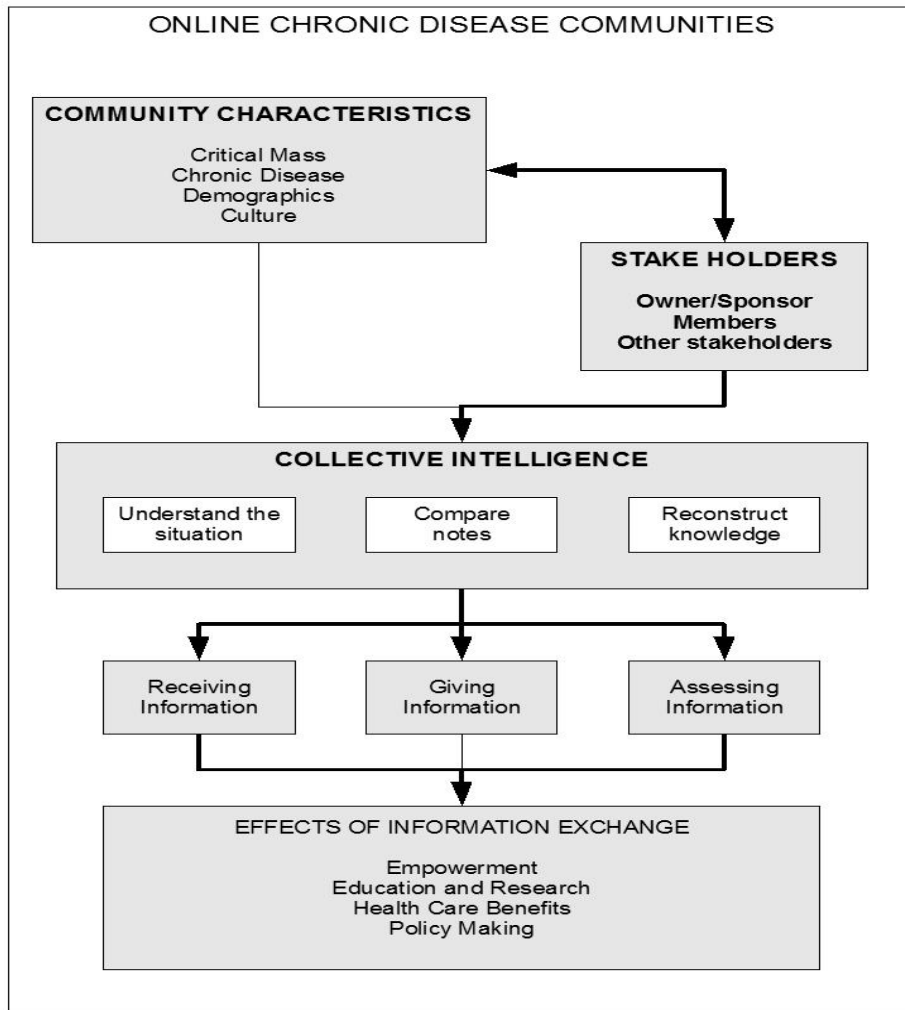 ONLINE CHRONIC DISEASE COMMUNITIES
COMMUNITY CHARACTERISTICS
Critical Mass
Chronic Disease
Demographics
Culture
STAKE HOLDERS
Owner/Sponsor
Members
Other stakeholders
COLLECTIVE INTELLIGENCE
Understand the
situation
Compare
notes
Reconstruct
knowledge
Receiving
Information
Giving
Information
Assessing
Information
EFFECTS OF INFORMATION EXCHANGE
Empowerment
Education and Research
Health Care Benefits
Policy Making